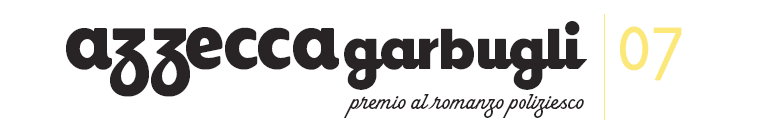 azzeccagarbugli 07
premio al romanzo poliziesco